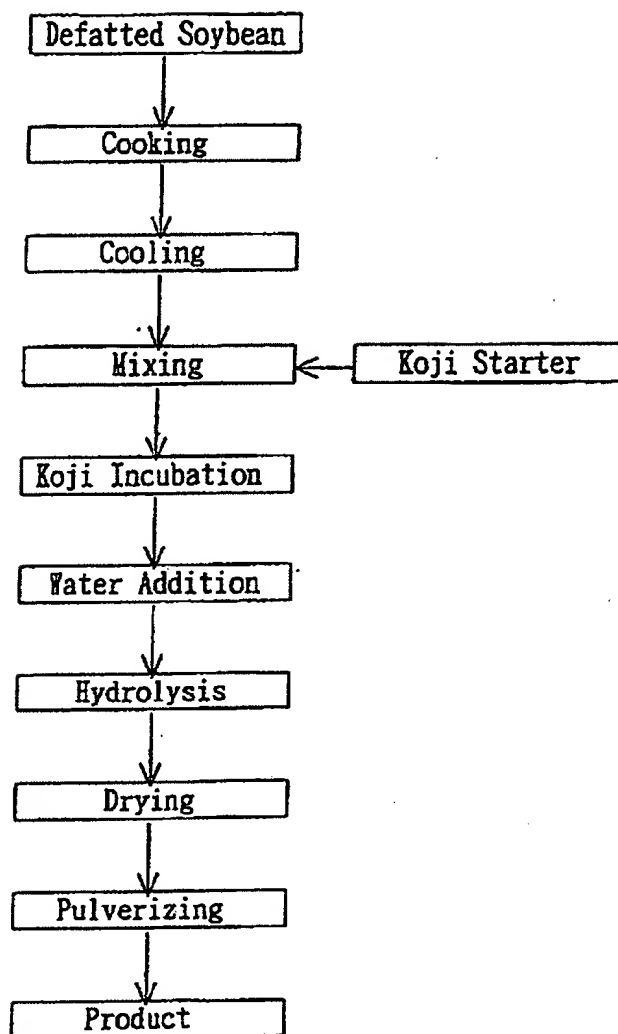 Defatted Soybean
Cooking
Cooling
Mixing
Koji Starter
Koji Incubation
Water Addition
Hydrolysis
Drying
Pulverizing
Product